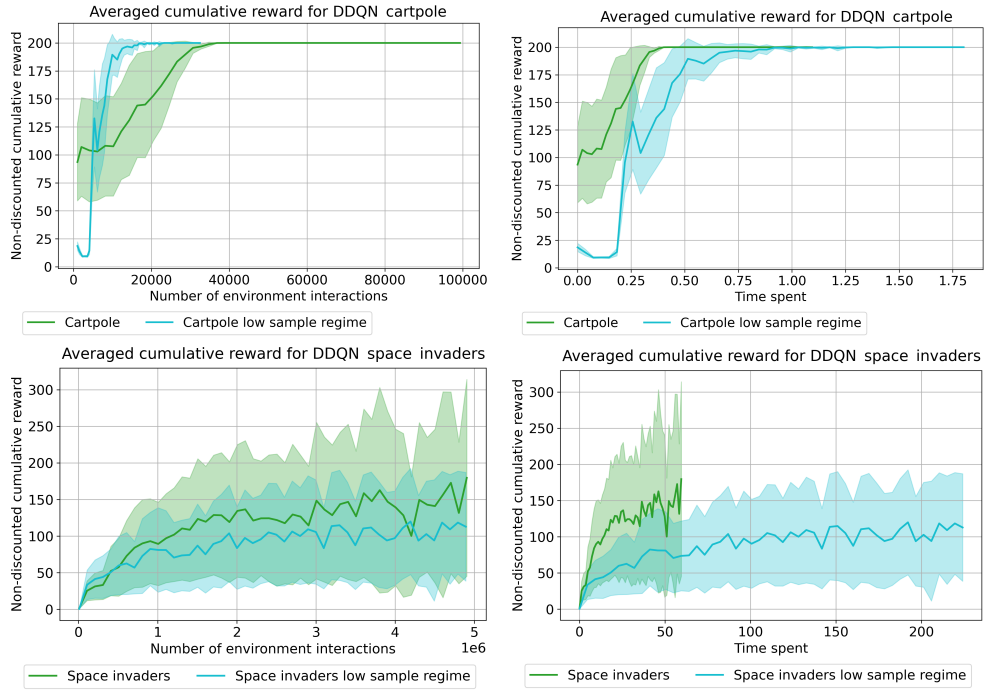 Averaged cumulative reward for DDQN cartpole
Non-discounted cumulative reward
200
175
150
125
100
75
50
25
0
0 20000 40000 60000 80000 100000
Number of environment interactions
Cartpole Cartpole low sample regime
Averaged cumulative reward for DDQN cartpole
Non-discounted cumulative reward
200
175
150
125
100
75
50
25
0
0.00 0.25 0.50 0.75 1.00 1.25 1.50 1.75
Time spent
Cartpole Cartpole low sample regime
Averaged cumulative reward for DDQN space invaders
Non-discounted cumulative reward
300
250
200
150
100
50
0
0 1 2 3 4 5
1e6
Number of environment interactions
Space invaders Space invaders low sample regime
Averaged cumulative reward for DDQN space invaders
Non-discounted cumulative reward
300
250
200
150
100
50
0
0 50 100 150 200
Time spent
Space invaders Space invaders low sample regime